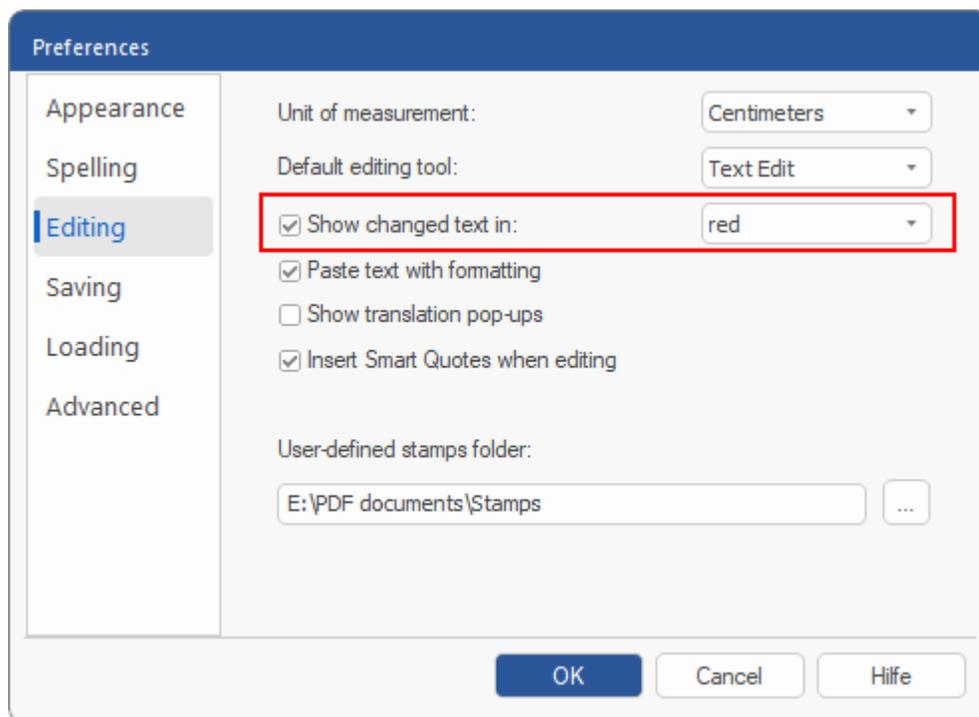 Preferences
Appearance
Spelling
Editing
Saving
Loading
Advanced
Unit of measurement: Centimeters
Default editing tool: Text Edit
Show changed text in: red
Paste text with formatting
Show translation pop-ups
Insert Smart Quotes when editing
User-defined stamps folder:
E:\PDF documents\Stamps ...
OK Cancel Hilfe